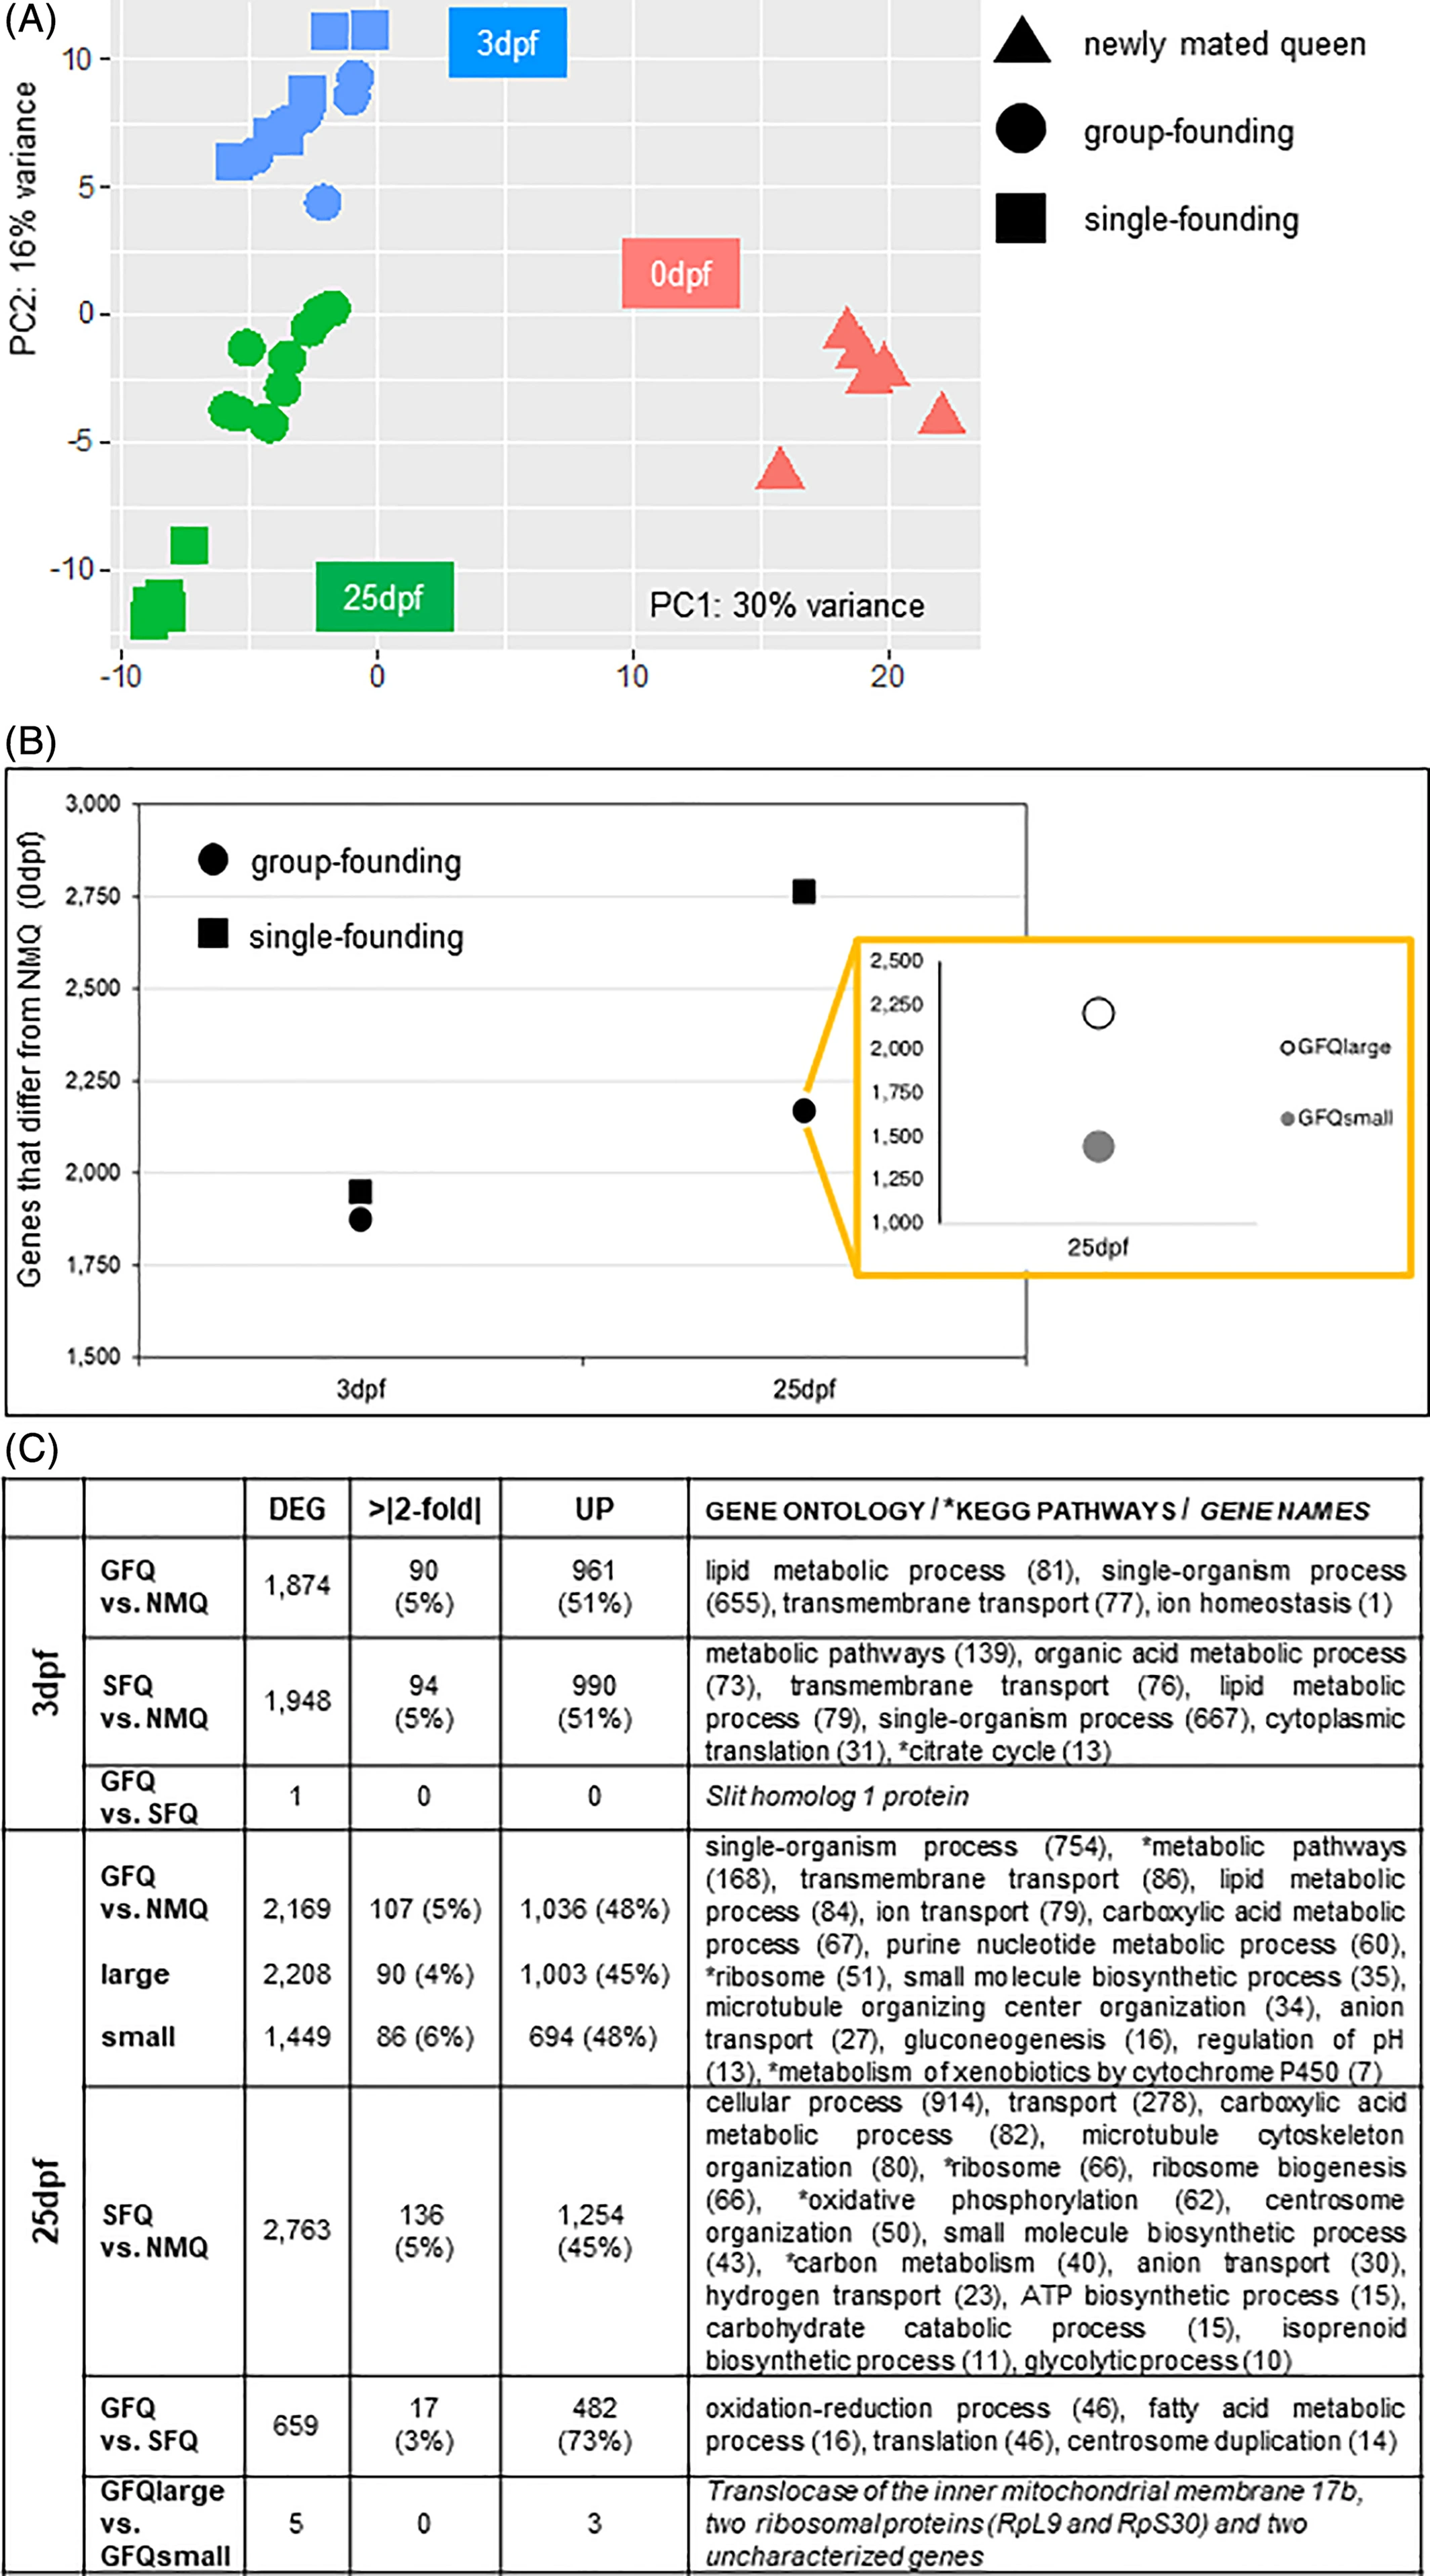 (A)
10
5
0
-5
-10
PC2: 16% variance
3dpf
0dpf
25dpf
PC1: 30% variance
-10
0
10
20
newly mated queen
group-founding
single-founding
(B)
Genes that differ from NMQ (0dpf)
3,000
2,750
2,500
2,250
2,000
1,750
1,500
group-founding
single-founding
3dpf
25dpf
2,500
2,250
2,000
1,750
1,500
1,250
1,000
25dpf
GFQlarge
GFQsmall
(C)
DEG >|2-fold| UP GENE ONTOLOGY / *KEGG PATHWAYS / GENE NAMES
3dpf
GFQ
vs. NMQ
1,874
90
(5%)
961
(51%)
lipid metabolic process (81), single-organism process
(655), transmembrane transport (77), ion homeostasis (1)
SFQ
vs. NMQ
1,948
94
(5%)
990
(51%)
metabolic pathways (139), organic acid metabolic process
(73), transmembrane transport (76), lipid metabolic
process (79), single-organism process (667), cytoplasmic
translation (31), *citrate cycle (13)
GFQ
vs. SFQ
1
0
0
Slit homolog 1 protein
25dpf
GFQ
vs. NMQ
2,169 107 (5%) 1,036 (48%)
large 2,208 90 (4%) 1,003 (45%)
small 1,449 86 (6%) 694 (48%)
single-organism process (754), *metabolic pathways
(168), transmembrane transport (86), lipid metabolic
process (84), ion transport (79), carboxylic acid metabolic
process (67), purine nucleotide metabolic process (60),
*ribosome (51), small molecule biosynthetic process (35),
microtubule organizing center organization (34), anion
transport (27), gluconeogenesis (16), regulation of pH
(13), *metabolism of xenobiotics by cytochrome P450 (7)
SFQ
vs. NMQ
2,763
136
(5%)
1,254
(45%)
cellular process (914), transport (278), carboxylic acid
metabolic process (82), microtubule cytoskeleton
organization (80), *ribosome (66), ribosome biogenesis
(66), *oxidative phosphorylation (62), centrosome
organization (50), small molecule biosynthetic process
(43), *carbon metabolism (40), anion transport (30),
hydrogen transport (23), ATP biosynthetic process (15),
carbohydrate catabolic process (15), isoprenoid
biosynthetic process (11), glycolytic process (10)
GFQ
vs. SFQ
659
17
(3%)
482
(73%)
oxidation-reduction process (46), fatty acid metabolic
process (16), translation (46), centrosome duplication (14)
GFQlarge
vs.
GFQsmall
5
0
3
Translocase of the inner mitochondrial membrane 17b,
two ribosomal proteins (RpL9 and RpS30) and two
uncharacterized genes